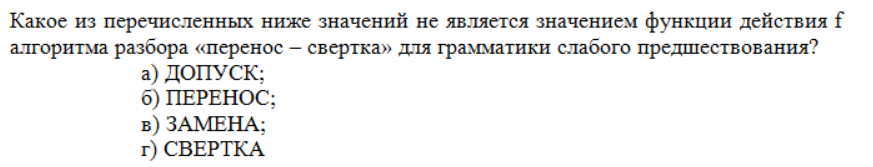 Какое из перечисленных ниже значений не является значением функции действия f
алгоритма разбора «перенос – свертка» для грамматики слабого предшествования?
а) ДОПУСК;
б) ПЕРЕНОС;
в) ЗАМЕНА;
г) СВЕРТКА